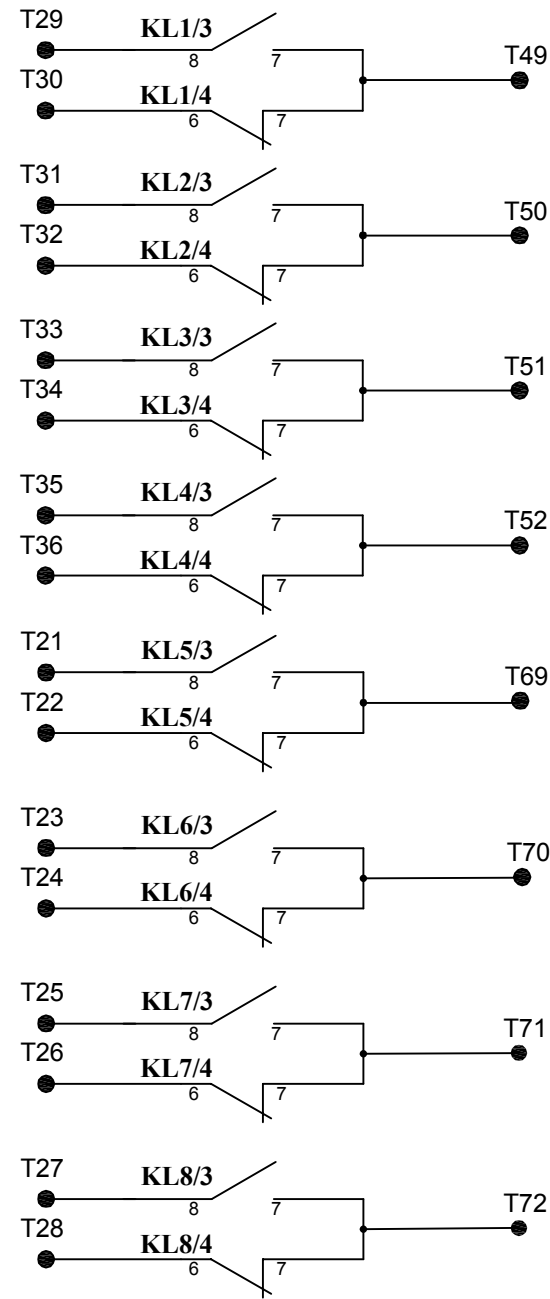 T29 KL1/3
8 7 T49
T30 KL1/4
6 7
T31 KL2/3
8 7 T50
T32 KL2/4
6 7
T33 KL3/3
8 7 T51
T34 KL3/4
6 7
T35 KL4/3
8 7 T52
T36 KL4/4
6 7
T21 KL5/3
8 7 T69
T22 KL5/4
6 7
T23 KL6/3
8 7 T70
T24 KL6/4
6 7
T25 KL7/3
8 7 T71
T26 KL7/4
6 7
T27 KL8/3
8 7 T72
T28 KL8/4
6 7